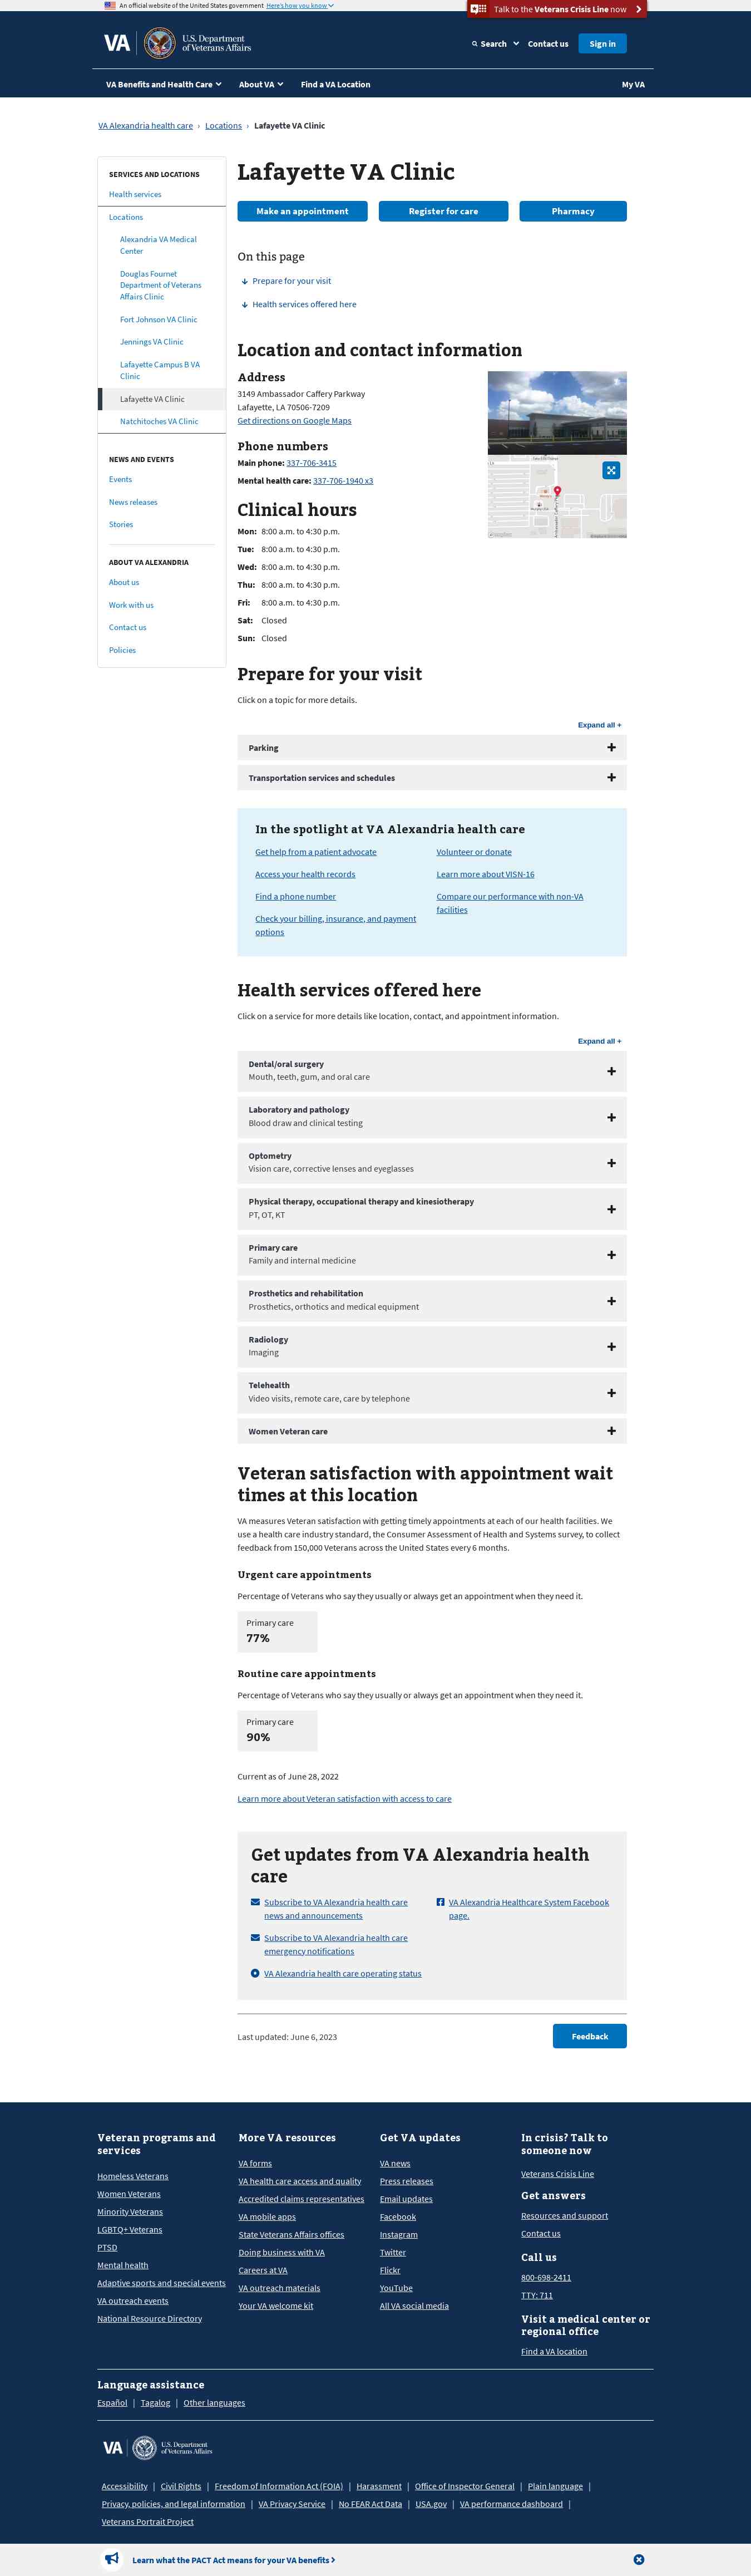 An official website of the United States government Here's how you know
Talk to the Veterans Crisis Line now
VA
U.S. Department
of Veterans Affairs
Search
Contact us
Sign in
VA Benefits and Health Care
About VA
Find a VA Location
My VA
VA Alexandria health care › Locations › Lafayette VA Clinic
SERVICES AND LOCATIONS
Health services
Locations
Alexandria VA Medical
Center
Douglas Fournet
Department of Veterans
Affairs Clinic
Fort Johnson VA Clinic
Jennings VA Clinic
Lafayette Campus B VA
Clinic
Lafayette VA Clinic
Natchitoches VA Clinic
NEWS AND EVENTS
Events
News releases
Stories
ABOUT VA ALEXANDRIA
About us
Work with us
Contact us
Policies
Lafayette VA Clinic
Make an appointment
Register for care
Pharmacy
On this page
Prepare for your visit
Health services offered here
Location and contact information
Address
3149 Ambassador Caffery Parkway
Lafayette, LA 70506-7209
Get directions on Google Maps
Phone numbers
Main phone: 337-706-3415
Mental health care: 337-706-1940 x3
Clinical hours
Mon: 8:00 a.m. to 4:30 p.m.
Tue: 8:00 a.m. to 4:30 p.m.
Wed: 8:00 a.m. to 4:30 p.m.
Thu: 8:00 a.m. to 4:30 p.m.
Fri: 8:00 a.m. to 4:30 p.m.
Sat: Closed
Sun: Closed
Prepare for your visit
Click on a topic for more details.
Expand all +
Parking
Transportation services and schedules
In the spotlight at VA Alexandria health care
Get help from a patient advocate
Access your health records
Find a phone number
Check your billing, insurance, and payment
options
Volunteer or donate
Learn more about VISN-16
Compare our performance with non-VA
facilities
Health services offered here
Click on a service for more details like location, contact, and appointment information.
Expand all +
Dental/oral surgery
Mouth, teeth, gum, and oral care
Laboratory and pathology
Blood draw and clinical testing
Optometry
Vision care, corrective lenses and eyeglasses
Physical therapy, occupational therapy and kinesiotherapy
PT, OT, KT
Primary care
Family and internal medicine
Prosthetics and rehabilitation
Prosthetics, orthotics and medical equipment
Radiology
Imaging
Telehealth
Video visits, remote care, care by telephone
Women Veteran care
Veteran satisfaction with appointment wait
times at this location
VA measures Veteran satisfaction with getting timely appointments at each of our health facilities. We
use a health care industry standard, the Consumer Assessment of Health and Systems survey, to collect
feedback from 150,000 Veterans across the United States every 6 months.
Urgent care appointments
Percentage of Veterans who say they usually or always get an appointment when they need it.
Primary care
77%
Routine care appointments
Percentage of Veterans who say they usually or always get an appointment when they need it.
Primary care
90%
Current as of June 28, 2022
Learn more about Veteran satisfaction with access to care
Get updates from VA Alexandria health
care
Subscribe to VA Alexandria health care
news and announcements
Subscribe to VA Alexandria health care
emergency notifications
VA Alexandria health care operating status
VA Alexandria Healthcare System Facebook
page.
Last updated: June 6, 2023
Feedback
Veteran programs and
services
Homeless Veterans
Women Veterans
Minority Veterans
LGBTQ+ Veterans
PTSD
Mental health
Adaptive sports and special events
VA outreach events
National Resource Directory
More VA resources
VA forms
VA health care access and quality
Accredited claims representatives
VA mobile apps
State Veterans Affairs offices
Doing business with VA
Careers at VA
VA outreach materials
Your VA welcome kit
Get VA updates
VA news
Press releases
Email updates
Facebook
Instagram
Twitter
Flickr
YouTube
All VA social media
In crisis? Talk to
someone now
Veterans Crisis Line
Get answers
Resources and support
Contact us
Call us
800-698-2411
TTY: 711
Visit a medical center or
regional office
Find a VA location
Language assistance
Español | Tagalog | Other languages
VA
U.S. Department
of Veterans Affairs
Accessibility | Civil Rights | Freedom of Information Act (FOIA) | Harassment | Office of Inspector General | Plain language |
Privacy, policies, and legal information | VA Privacy Service | No FEAR Act Data | USA.gov | VA performance dashboard |
Veterans Portrait Project
Learn what the PACT Act means for your VA benefits